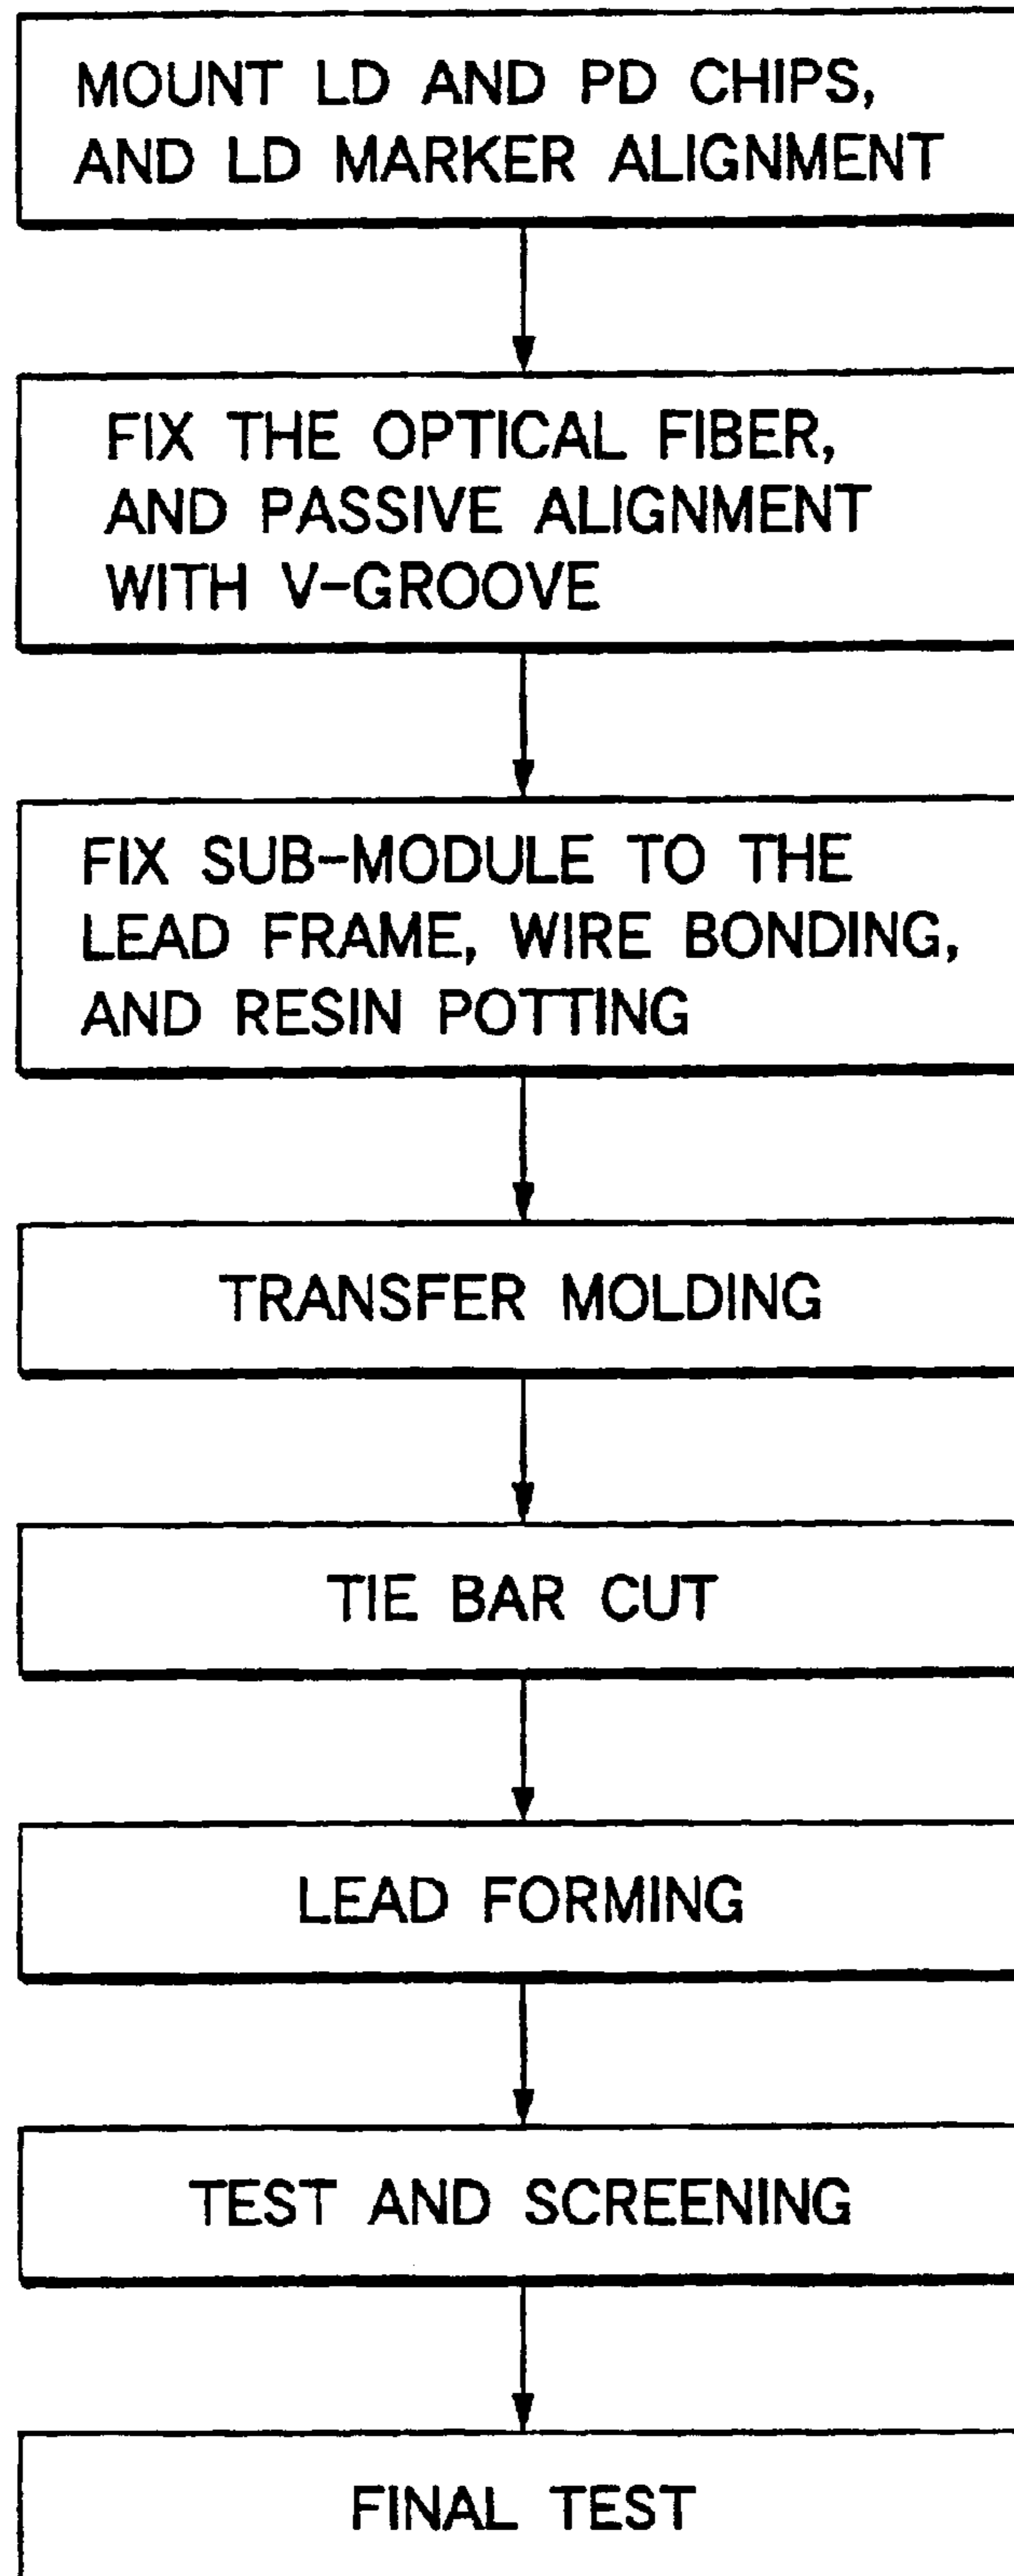 MOUNT LD AND PD CHIPS,
AND LD MARKER ALIGNMENT
FIX THE OPTICAL FIBER,
AND PASSIVE ALIGNMENT
WITH V-GROOVE
FIX SUB-MODULE TO THE
LEAD FRAME, WIRE BONDING,
AND RESIN POTTING
TRANSFER MOLDING
TIE BAR CUT
LEAD FORMING
TEST AND SCREENING
FINAL TEST